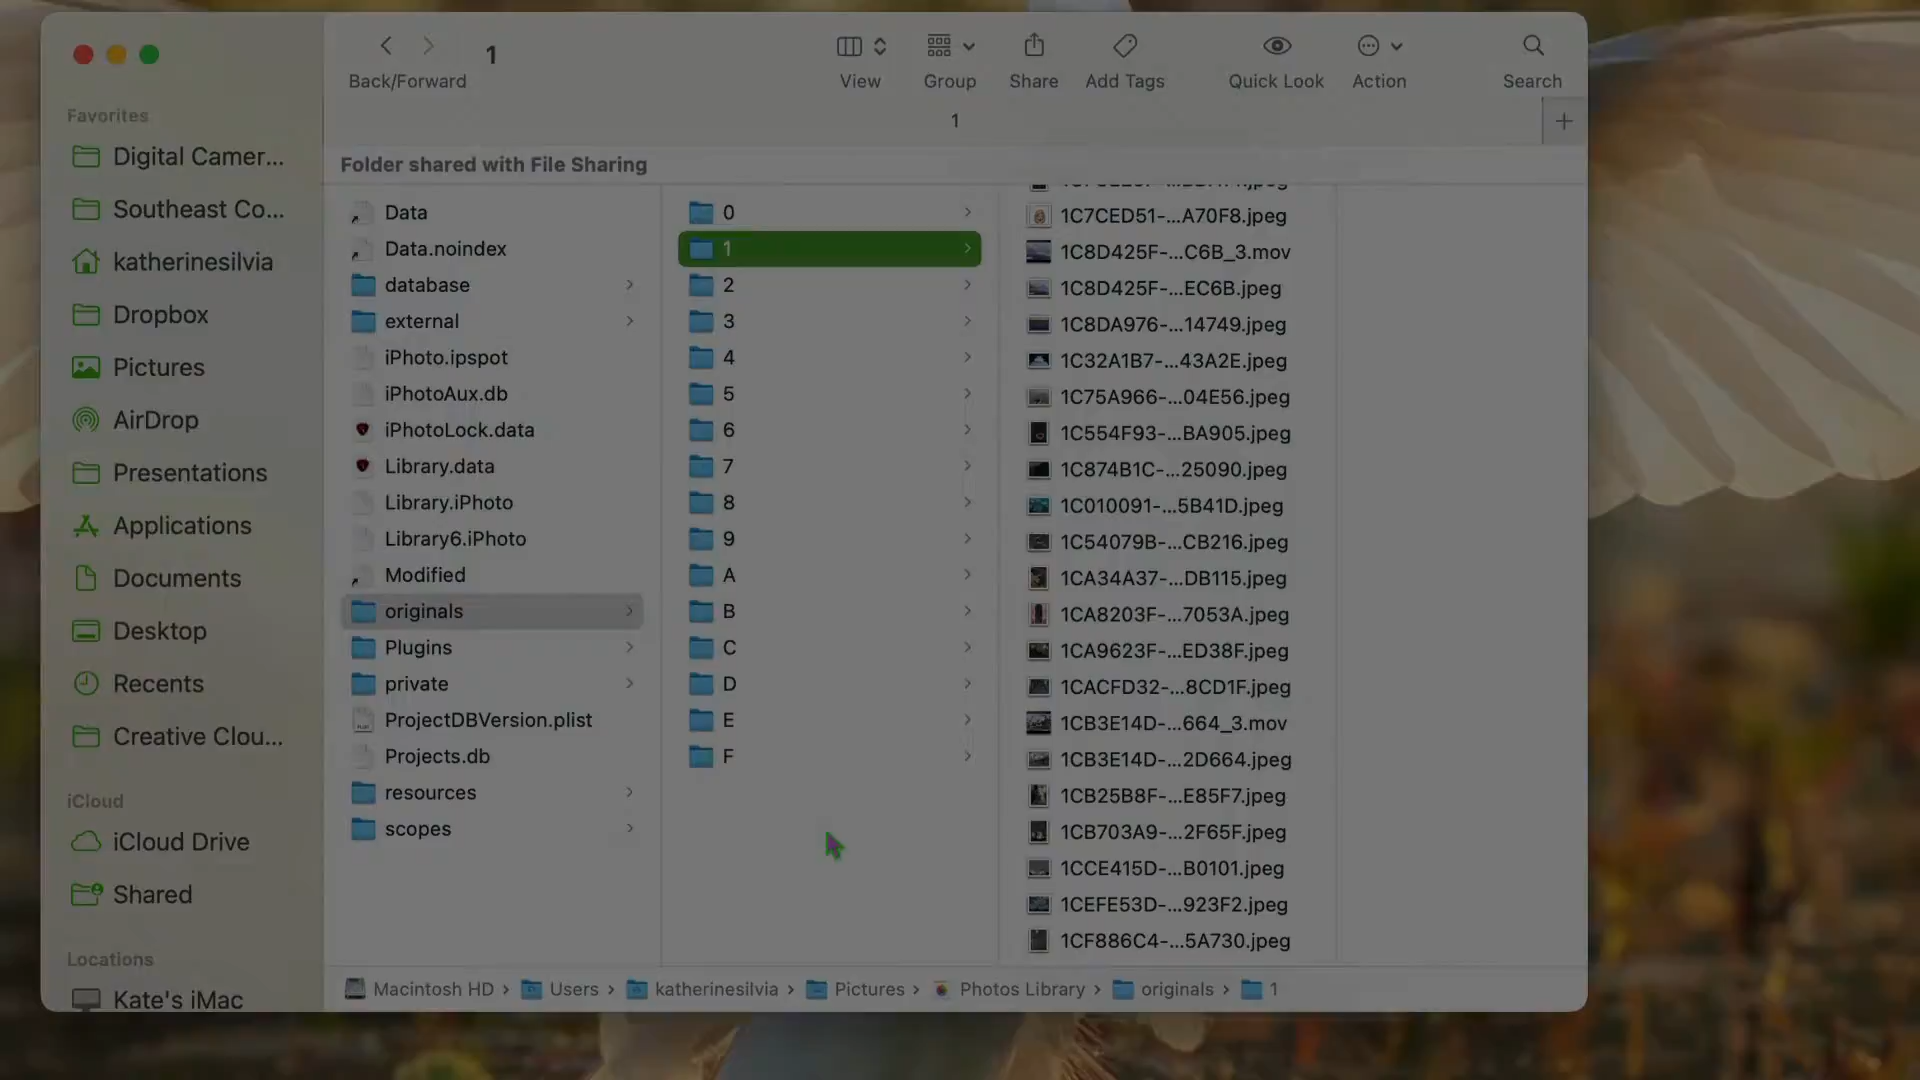 Back/Forward
1
View
Group
Share
Add Tags
Quick Look
Action
Search
1
Folder shared with File Sharing
Favorites
Digital Camer...
Southeast Co...
katherinesilvia
Dropbox
Pictures
AirDrop
Presentations
Applications
Documents
Desktop
Recents
Creative Clou...
iCloud
iCloud Drive
Shared
Locations
Kate's iMac
Data
Data.noindex
database
external
iPhoto.ipspot
iPhotoAux.db
iPhotoLock.data
Library.data
Library.iPhoto
Library6.iPhoto
Modified
originals
Plugins
private
ProjectDBVersion.plist
Projects.db
resources
scopes
0
1
2
3
4
5
6
7
8
9
A
B
C
D
E
F
1C7CED51-...A70F8.jpeg
1C8D425F-...C6B_3.mov
1C8D425F-...EC6B.jpeg
1C8DA976-...14749.jpeg
1C32A1B7-...43A2E.jpeg
1C75A966-...04E56.jpeg
1C554F93-...BA905.jpeg
1C874B1C-...25090.jpeg
1C010091-...5B41D.jpeg
1C54079B-...CB216.jpeg
1CA34A37-...DB115.jpeg
1CA8203F-...7053A.jpeg
1CA9623F-...ED38F.jpeg
1CACFD32-...8CD1F.jpeg
1CB3E14D-...664_3.mov
1CB3E14D-...2D664.jpeg
1CB25B8F-...E85F7.jpeg
1CB703A9-...2F65F.jpeg
1CCE415D-...B0101.jpeg
1CEFE53D-...923F2.jpeg
1CF886C4-...5A730.jpeg
Macintosh HD › Users › katherinesilvia › Pictures › Photos Library › originals › 1